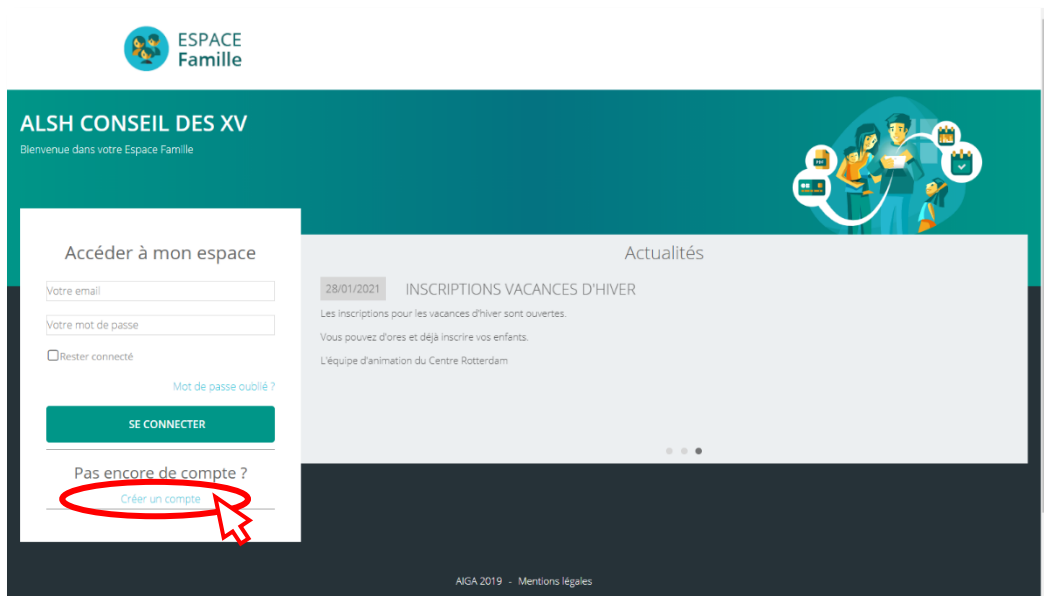 ESPACE
Famille
ALSH CONSEIL DES XV
Bienvenue dans votre Espace Famille
Accéder à mon espace
Votre email
Votre mot de passe
Rester connecté
Mot de passe oublié ?
SE CONNECTER
Pas encore de compte ?
Créer un compte
Actualités
28/01/2021 INSCRIPTIONS VACANCES D'HIVER
Les inscriptions pour les vacances d'hiver sont ouvertes.
Vous pouvez d'ores et déjà inscrire vos enfants.
L'équipe d'animation du Centre Rotterdam
AIGA 2019 - Mentions légales